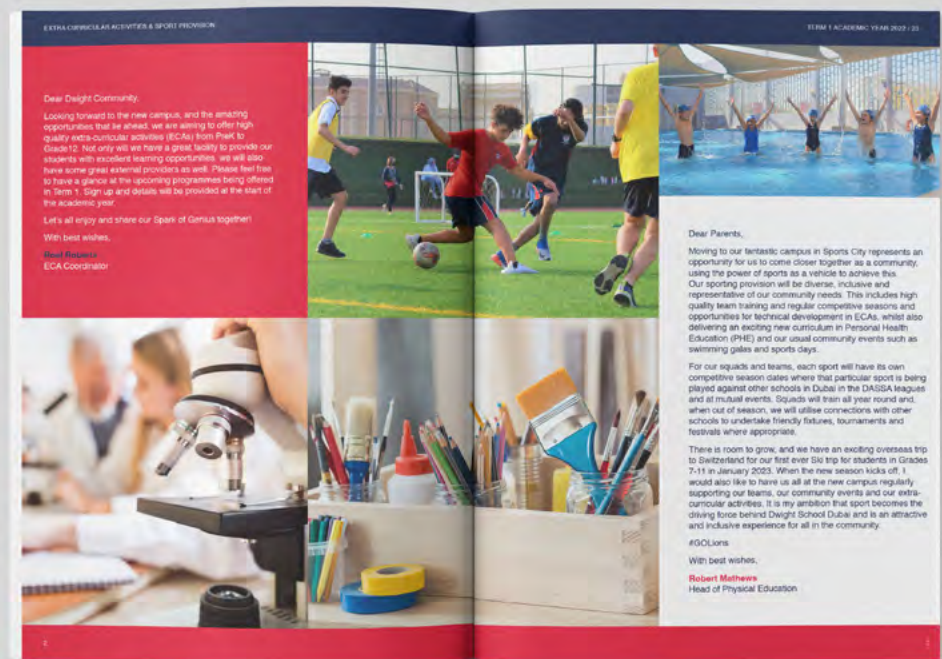 EXTRA CURRICULAR ACTIVITIES & SPORT PROVISION
TERM 1 ACADEMIC YEAR 2022 / 23
Dear Dwight Community,
Looking forward to the new campus, and the amazing
opportunities that lie ahead, we are aiming to offer high
quality extra-curricular activities (ECAs) from PreK to
Grade12. Not only will we have a great facility to provide our
students with excellent learning opportunities, we will also
have some great external providers as well. Please feel free
to have a glance at the upcoming programmes being offered
in Term 1. Sign up and details will be provided at the start of
the academic year.
Let's all enjoy and share our Spark of Genius together!
With best wishes,
ECA Coordinator
Dear Parents,
Moving to our fantastic campus in Sports City represents an
opportunity for us to come closer together as a community,
using the power of sports as a vehicle to achieve this.
Our sporting provision will be diverse, inclusive and
representative of our community needs. This includes high
quality team training and regular competitive seasons and
opportunities for technical development in ECAs, whilst also
delivering an exciting new curriculum in Personal Health
Education (PHE) and our usual community events such as
swimming galas and sports days.
For our squads and teams, each sport will have its own
competitive season dates where that particular sport is being
played against other schools in Dubai in the DASSA leagues
and at mutual events. Squads will train all year round and,
when out of season, we will utilise connections with other
schools to undertake friendly fixtures, tournaments and
festivals where appropriate.
There is room to grow, and we have an exciting overseas trip
to Switzerland for our first ever Ski trip for students in Grades
7-11 in January 2023. When the new season kicks off, I
would also like to have us all at the new campus regularly
supporting our teams, our community events and our extra-
curricular activities. It is my ambition that sport becomes the
driving force behind Dwight School Dubai and is an attractive
and inclusive experience for all in the community.
#GOLions
With best wishes,
Robert Mathews
Head of Physical Education
2